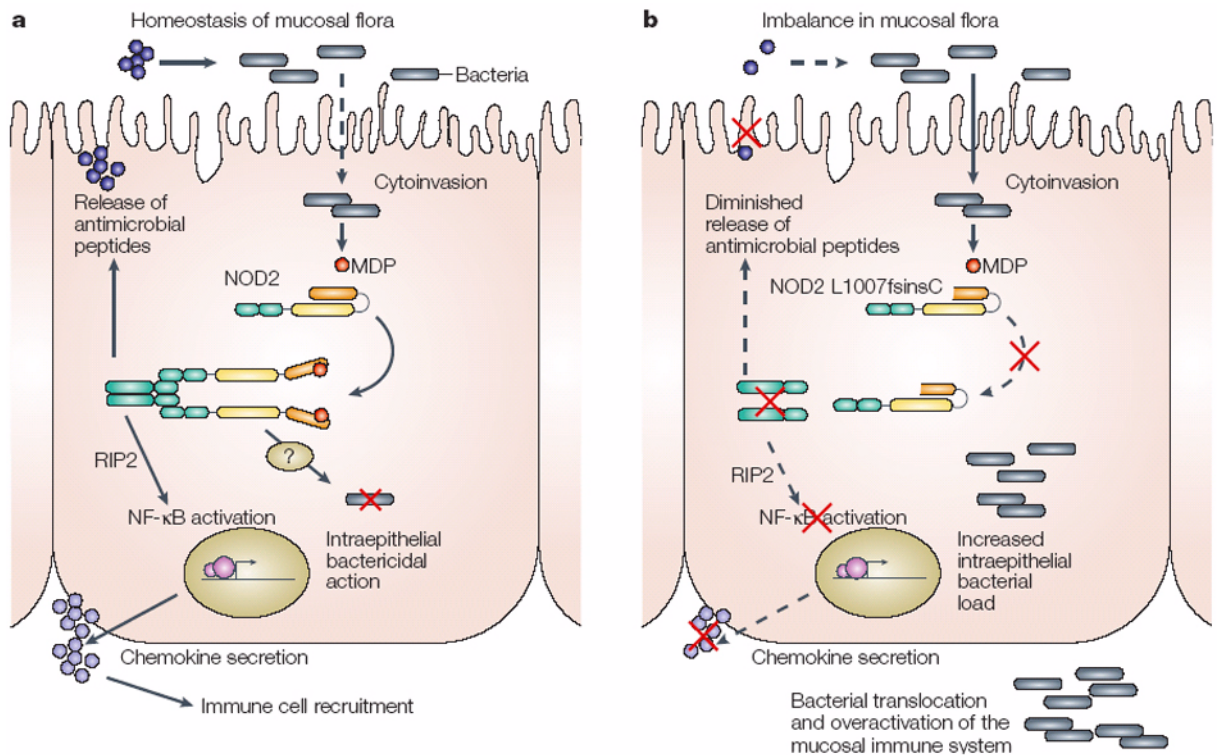 a
Homeostasis of mucosal flora
Bacteria
Cytoinvasion
Release of
antimicrobial
peptides
MDP
NOD2
RIP2
?
NF-κB activation
Intraepithelial
bactericidal
action
Chemokine secretion
Immune cell recruitment
b
Imbalance in mucosal flora
Cytoinvasion
Diminished
release of
antimicrobial peptides
MDP
NOD2 L1007fsinsC
RIP2
NF-κB activation
Increased
intraepithelial
bacterial
load
Chemokine secretion
Bacterial translocation
and overactivation of the
mucosal immune system